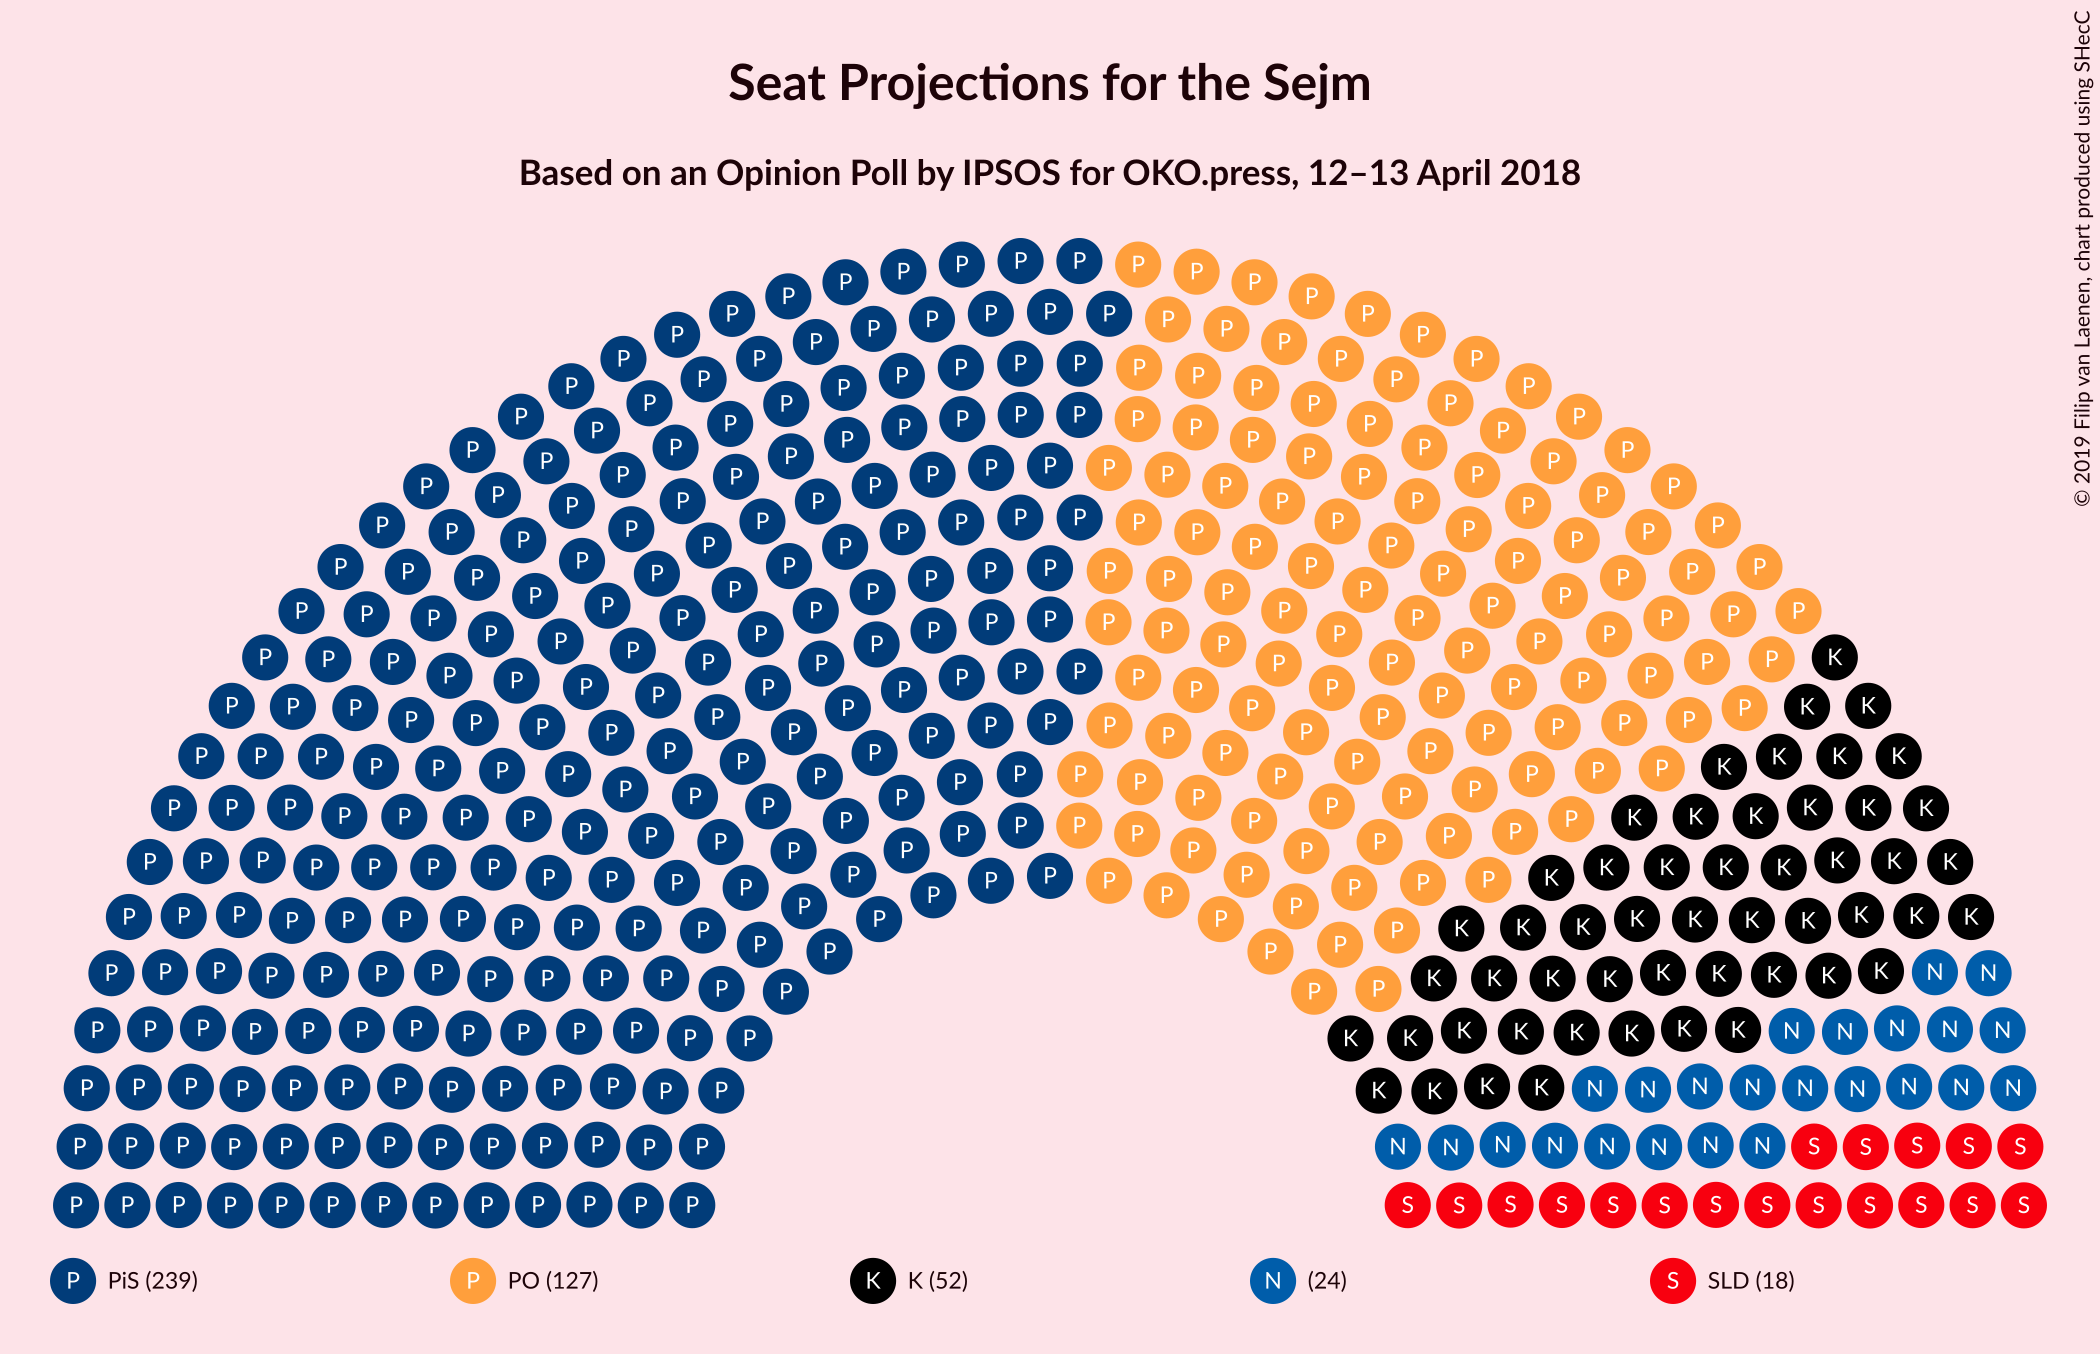 Seat Projections for the Sejm
Based on an Opinion Poll by IPSOS for OKO.press, 12–13 April 2018
© 2019 Filip van Laenen, chart produced using SHecC
P PiS (239) P PO (127) K K (52) N (24) S SLD (18)